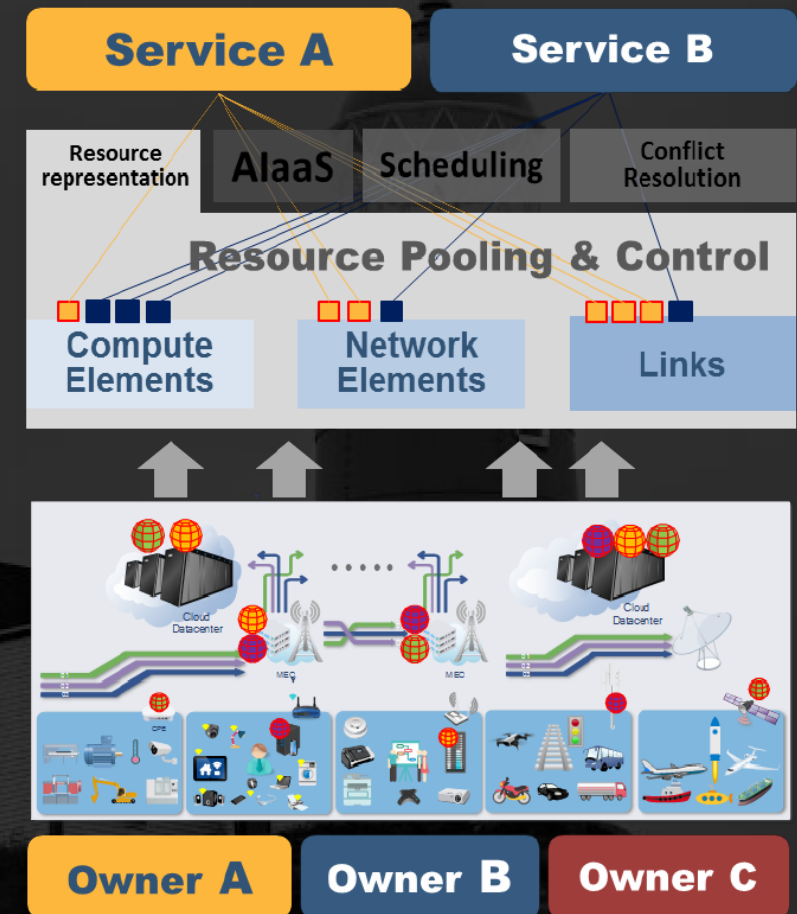 Service A
Service B
Resource
representation
AIaaS
Scheduling
Conflict
Resolution
Resource Pooling & Control
Compute
Elements
Network
Elements
Links
Cloud
Datacenter
MEC
MEC
Cloud
Datacenter
CPE
Owner A
Owner B
Owner C